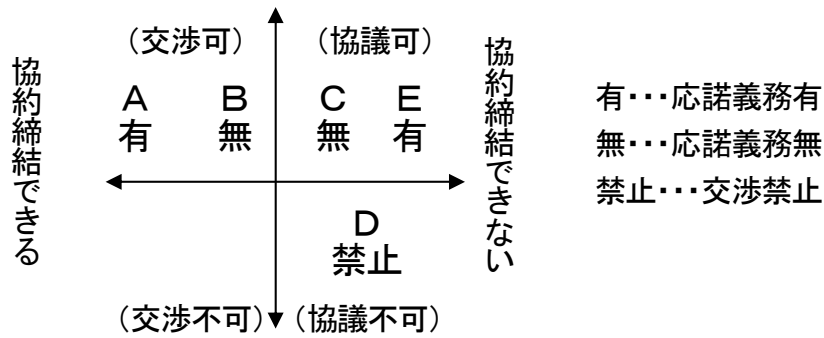 （交渉可）
（協議可）
協約締結できる
A
有
B
無
C
無
E
有
協約締結できない
D
禁止
（交渉不可）
（協議不可）
有･･･応諾義務有
無･･･応諾義務無
禁止･･･交渉禁止